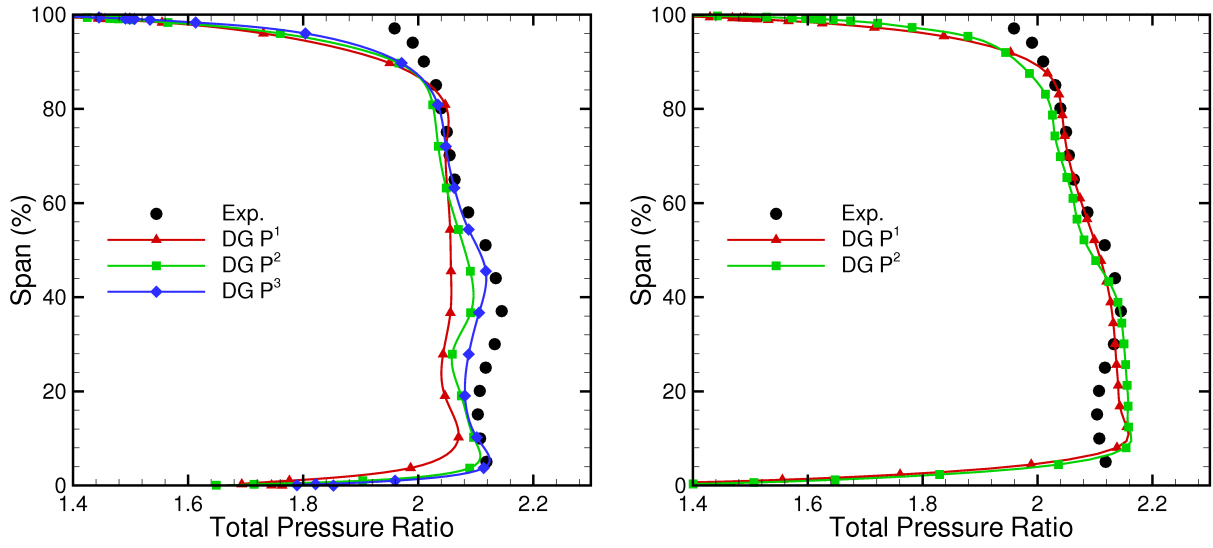 100
80
60
40
20
0
Span (%)
Exp.
DG P¹
DG P²
DG P³
1.4
1.6
1.8
2
2.2
Total Pressure Ratio
100
80
60
40
20
0
Span (%)
Exp.
DG P¹
DG P²
1.4
1.6
1.8
2
2.2
Total Pressure Ratio